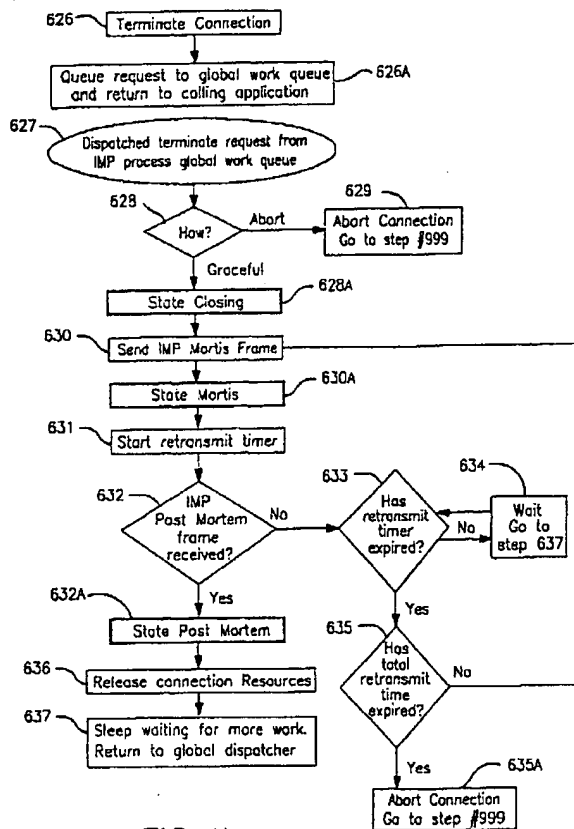 626
Terminate Connection
Queue request to global work queue
and return to calling application
626A
627
Dispatched terminate request from
IMP process global work queue
628
How?
Abort
629
Abort Connection
Go to step #999
Graceful
State Closing
628A
630
Send IMP Mortis Frame
630A
State Mortis
631
Start retransmit timer
632
IMP
Post Mortem
frame
received?
No
633
Has
retransmit
timer
expired?
No
634
Wait
Go to
step 637
Yes
632A
State Post Mortem
636
Release connection Resources
637
Sleep waiting for more work.
Return to global dispatcher
Yes
635
Has
total
retransmit
time
expired?
No
Yes
635A
Abort Connection
Go to step #999